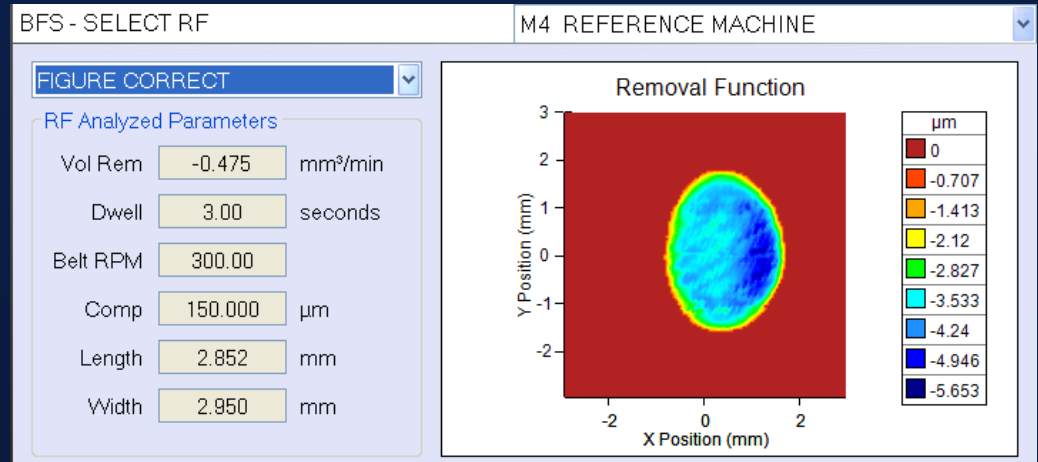 BFS - SELECT RF
M4 REFERENCE MACHINE
FIGURE CORRECT
RF Analyzed Parameters
Vol Rem -0.475 mm³/min
Dwell 3.00 seconds
Belt RPM 300.00
Comp 150.000 µm
Length 2.852 mm
Width 2.950 mm
Removal Function
3
2
1
0
-1
-2
Y Position (mm)
-2 0 2
X Position (mm)
µm
0
-0.707
-1.413
-2.12
-2.827
-3.533
-4.24
-4.946
-5.653